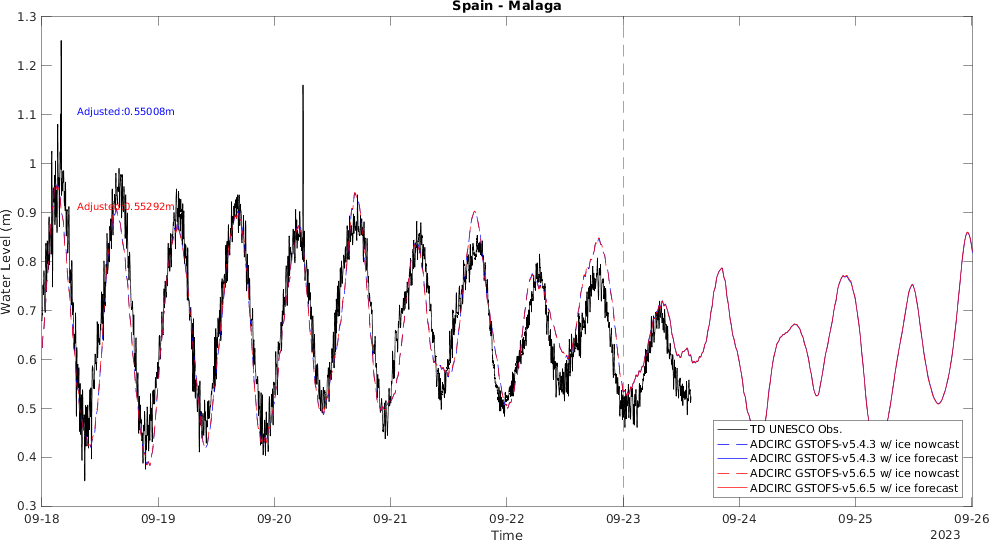 Spain - Malaga
1.3
1.2
1.1
1
0.9
0.8
0.7
0.6
0.5
0.4
0.3
Water Level (m)
Adjusted:0.55008m
Adjusted:0.55292m
TD UNESCO Obs.
ADCIRC GSTOFS-v5.4.3 w/ ice nowcast
ADCIRC GSTOFS-v5.4.3 w/ ice forecast
ADCIRC GSTOFS-v5.6.5 w/ ice nowcast
ADCIRC GSTOFS-v5.6.5 w/ ice forecast
09-18 09-19 09-20 09-21 09-22 09-23 09-24 09-25 09-26
Time
2023